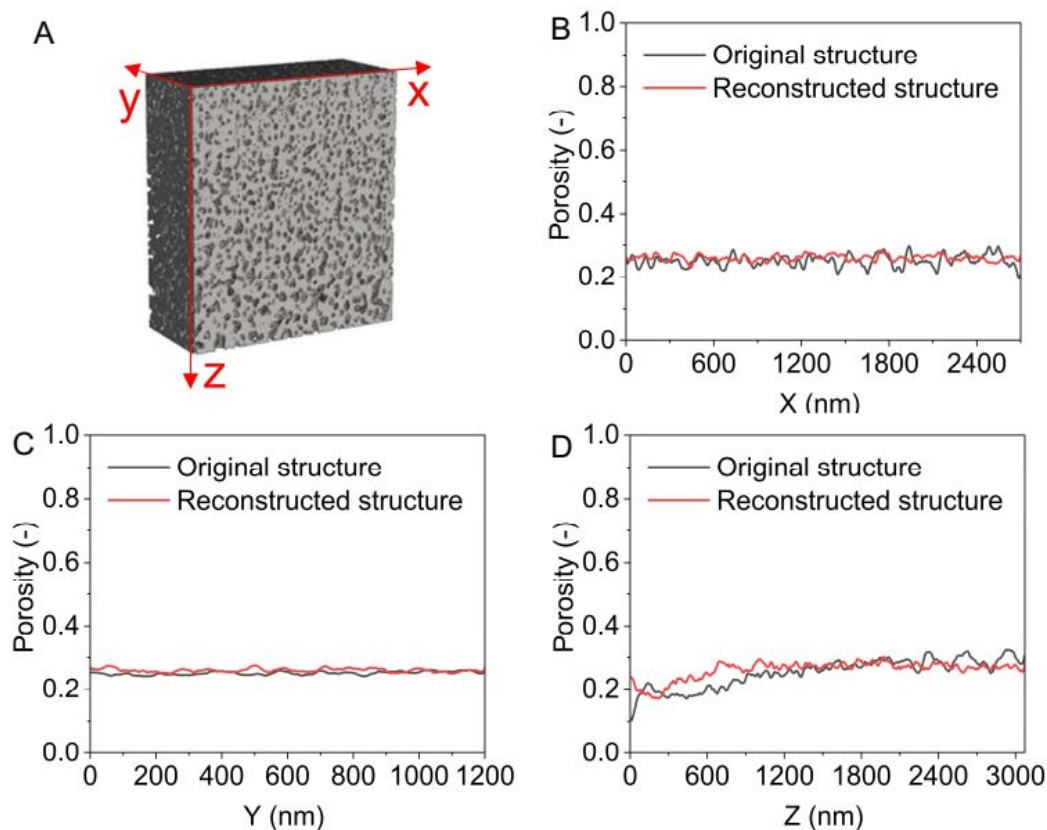 A
y
x
z
B
1.0
0.8
0.6
0.4
0.2
0.0
Porosity (-)
Original structure
Reconstructed structure
0 600 1200 1800 2400
X (nm)
C
1.0
0.8
0.6
0.4
0.2
0.0
Porosity (-)
Original structure
Reconstructed structure
0 200 400 600 800 1000 1200
Y (nm)
D
1.0
0.8
0.6
0.4
0.2
0.0
Porosity (-)
Original structure
Reconstructed structure
0 600 1200 1800 2400 3000
Z (nm)